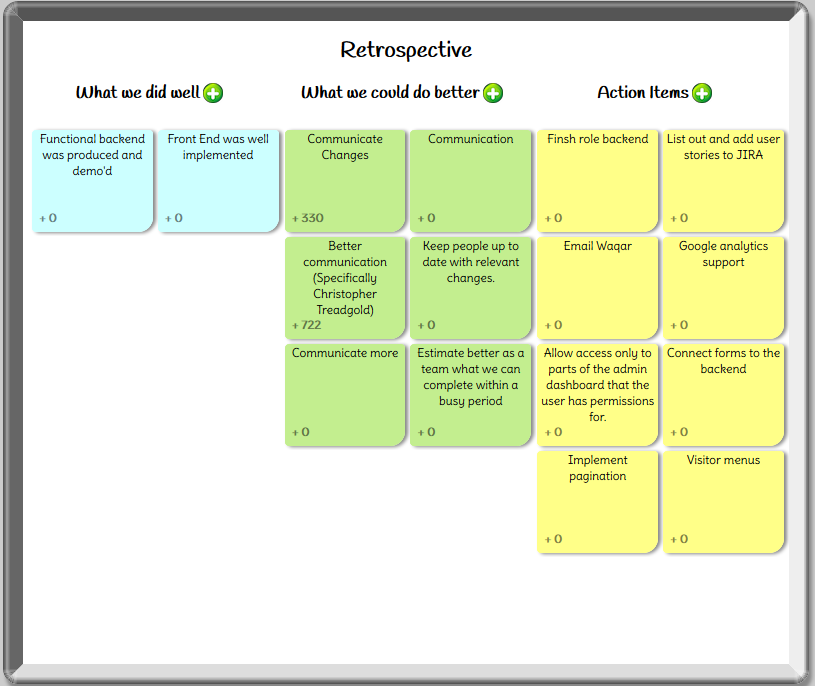 Retrospective
What we did well
What we could do better
Action Items
Functional backend
was produced and
demo'd
+ 0
Front End was well
implemented
+ 0
Communicate
Changes
+ 330
Communication
+ 0
Finsh role backend
+ 0
List out and add user
stories to JIRA
+ 0
Better
communication
(Specifically
Christopher
Treadgold)
+ 722
Keep people up to
date with relevant
changes.
+ 0
Email Waqar
+ 0
Google analytics
support
+ 0
Communicate more
+ 0
Estimate better as a
team what we can
complete within a
busy period
+ 0
Allow access only to
parts of the admin
dashboard that the
user has permissions
for.
+ 0
Connect forms to the
backend
+ 0
Implement
pagination
+ 0
Visitor menus
+ 0